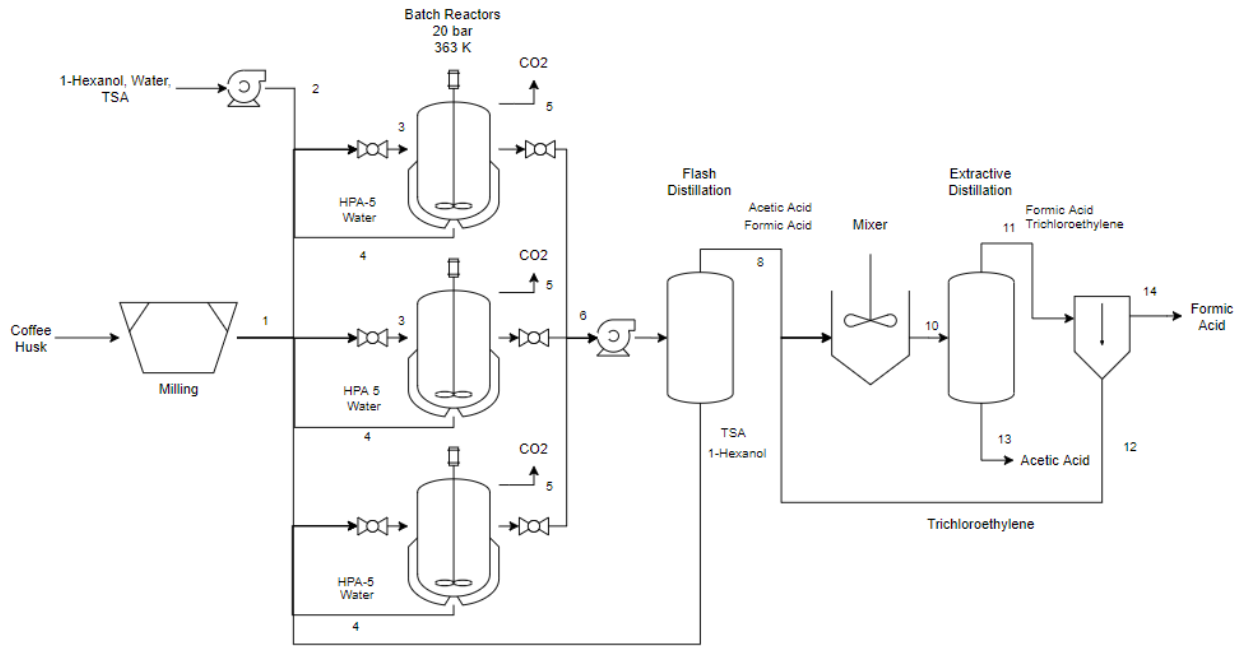 Batch Reactors
20 bar
363 K
1-Hexanol, Water,
TSA
2
CO2
5
3
HPA-5
Water
4
CO2
5
Coffee
Husk
Milling
1
3
HPA 5
Water
4
CO2
5
HPA-5
Water
4
6
Flash
Distillation
Acetic Acid
Formic Acid
8
TSA
1-Hexanol
Mixer
10
Extractive
Distillation
Formic Acid
Trichloroethylene
11
14
Formic
Acid
13
Acetic Acid
12
Trichloroethylene